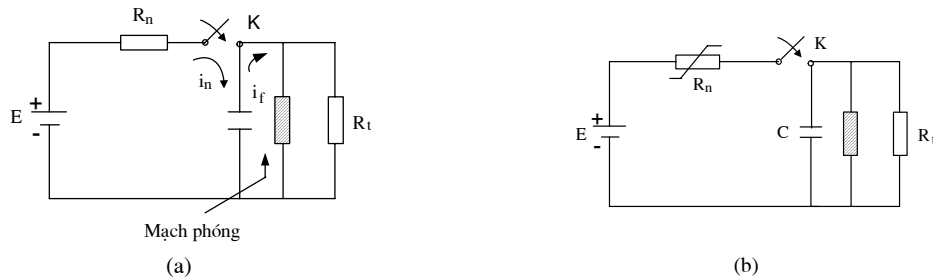 Rn
K
in
if
E
+
-
Rt
Mạch phóng
(a)
K
Rn
+
E
-
C
Rt
(b)